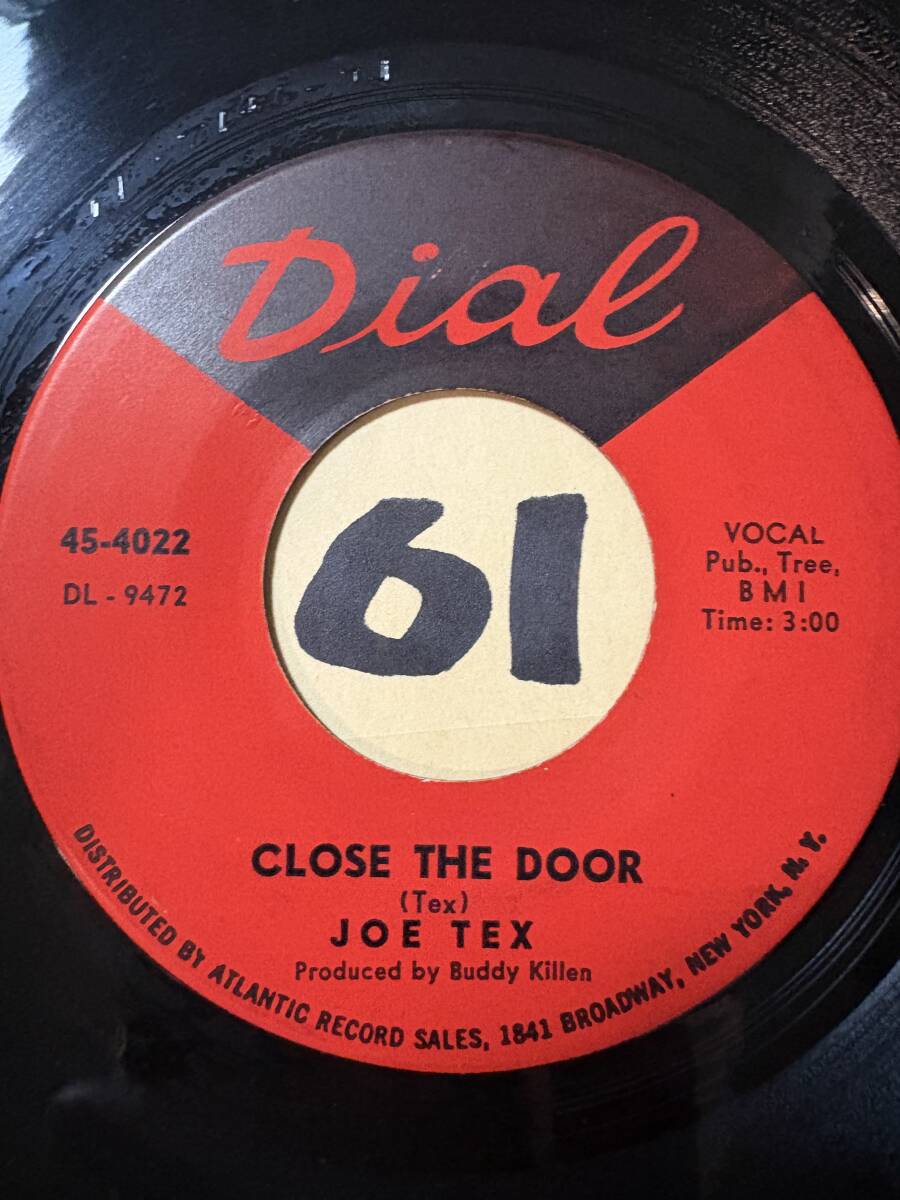 Dial
45-4022
DL - 9472
61
VOCAL
Pub., Tree,
BMI
Time: 3:00
CLOSE THE DOOR
(Tex)
JOE TEX
Produced by Buddy Killen
DISTRIBUTED BY ATLANTIC RECORD SALES, 1841 BROADWAY, NEW YORK, N.Y.